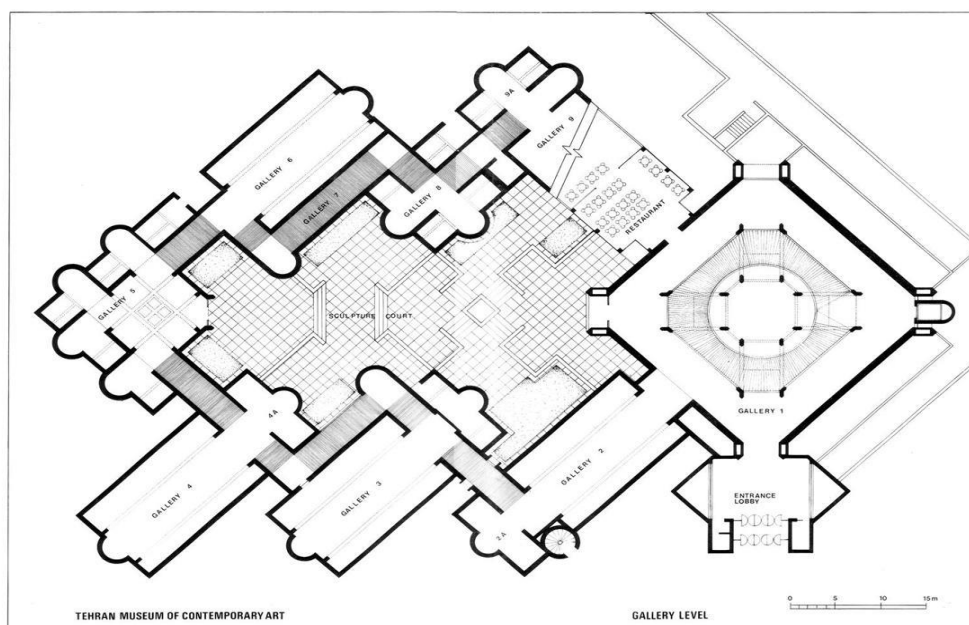 9A
GALLERY 9
GALLERY 6
GALLERY 7
GALLERY 8
RESTAURANT
GALLERY 5
SCULPTURE COURT
4A
GALLERY 1
GALLERY 4
GALLERY 3
GALLERY 2
2A
ENTRANCE
LOBBY
0 5 10 15 m
TEHRAN MUSEUM OF CONTEMPORARY ART
GALLERY LEVEL